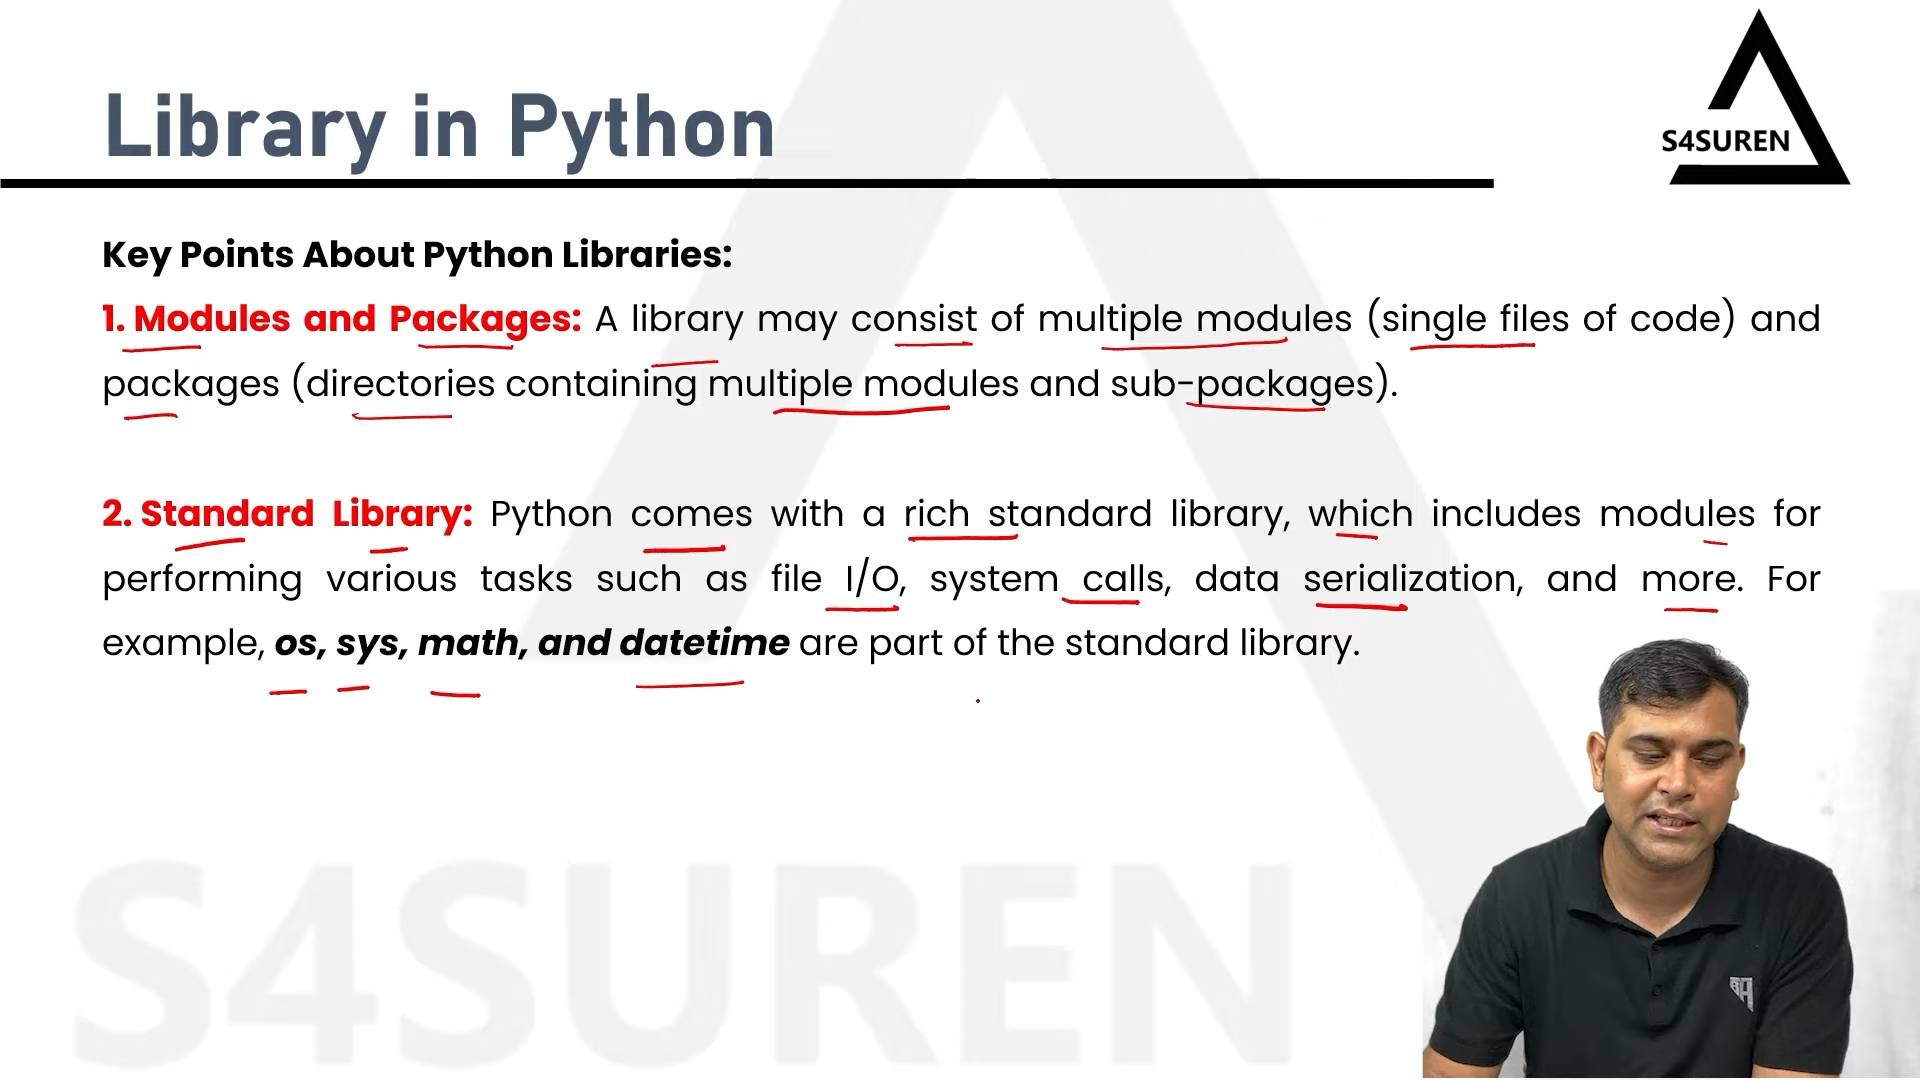 Library in Python
S4SUREN
Key Points About Python Libraries:
1. Modules and Packages: A library may consist of multiple modules (single files of code) and
packages (directories containing multiple modules and sub-packages).
2. Standard Library: Python comes with a rich standard library, which includes modules for
performing various tasks such as file I/O, system calls, data serialization, and more. For
example, os, sys, math, and datetime are part of the standard library.
S4SUREN